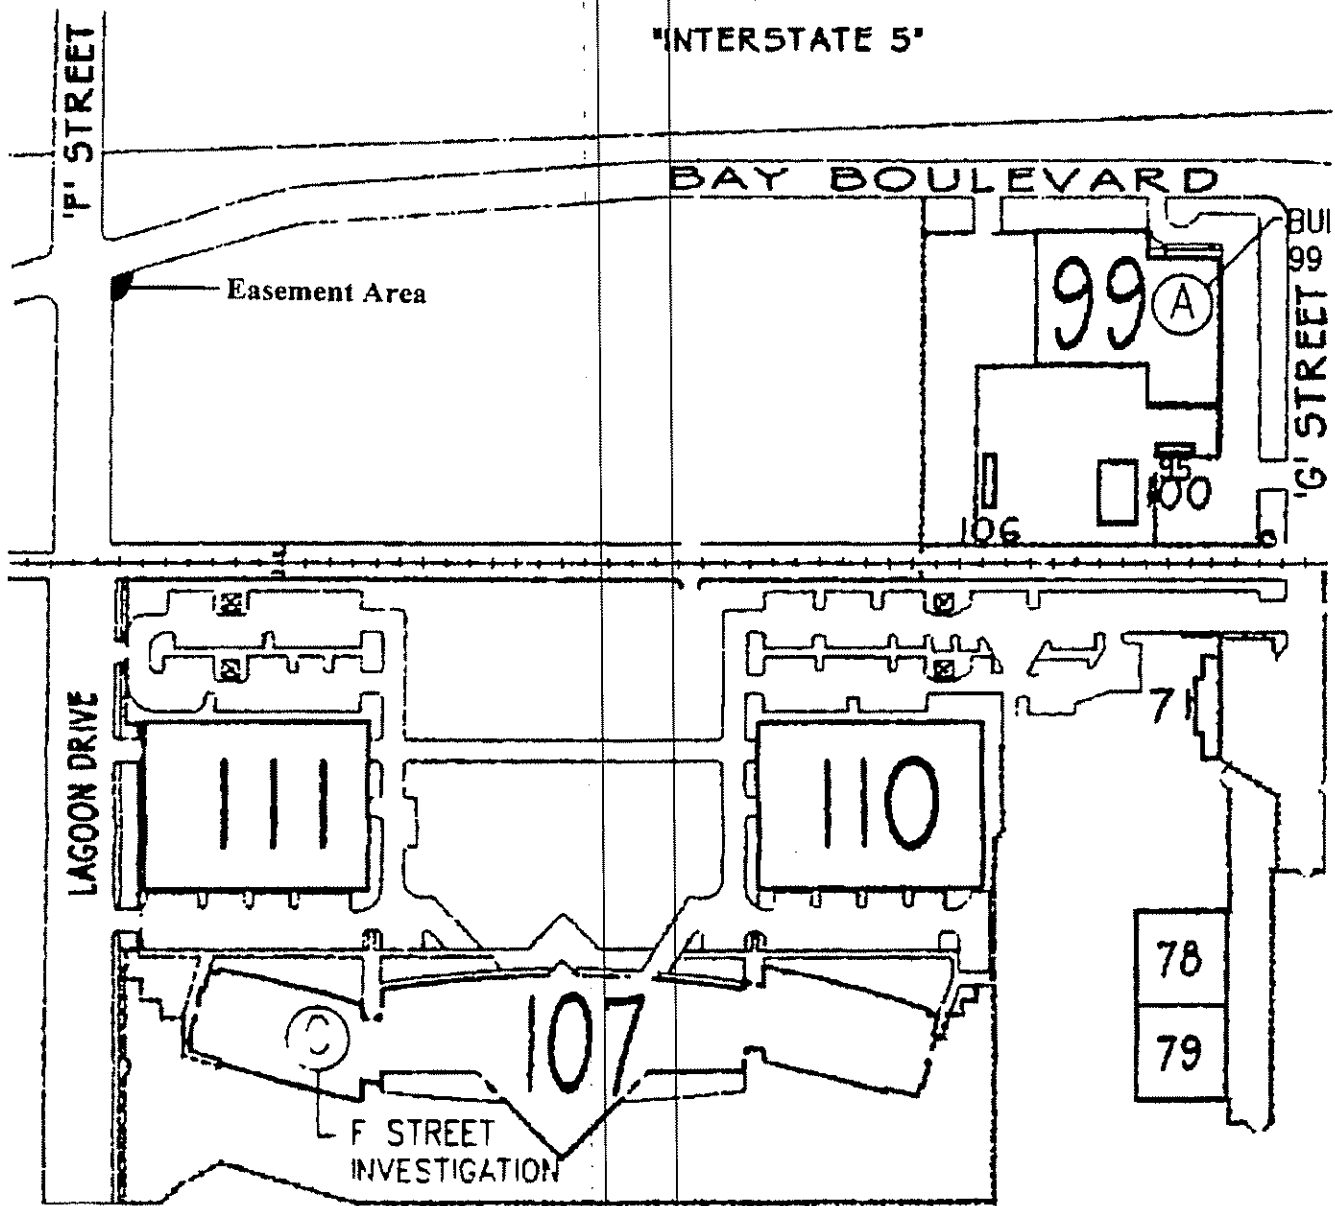 "INTERSTATE 5"
'F' STREET
BAY BOULEVARD
BUI
99
99
A
Easement Area
'G' STREET
95
100
106
7
LAGOON DRIVE
111
110
78
107
C
79
F STREET
INVESTIGATION